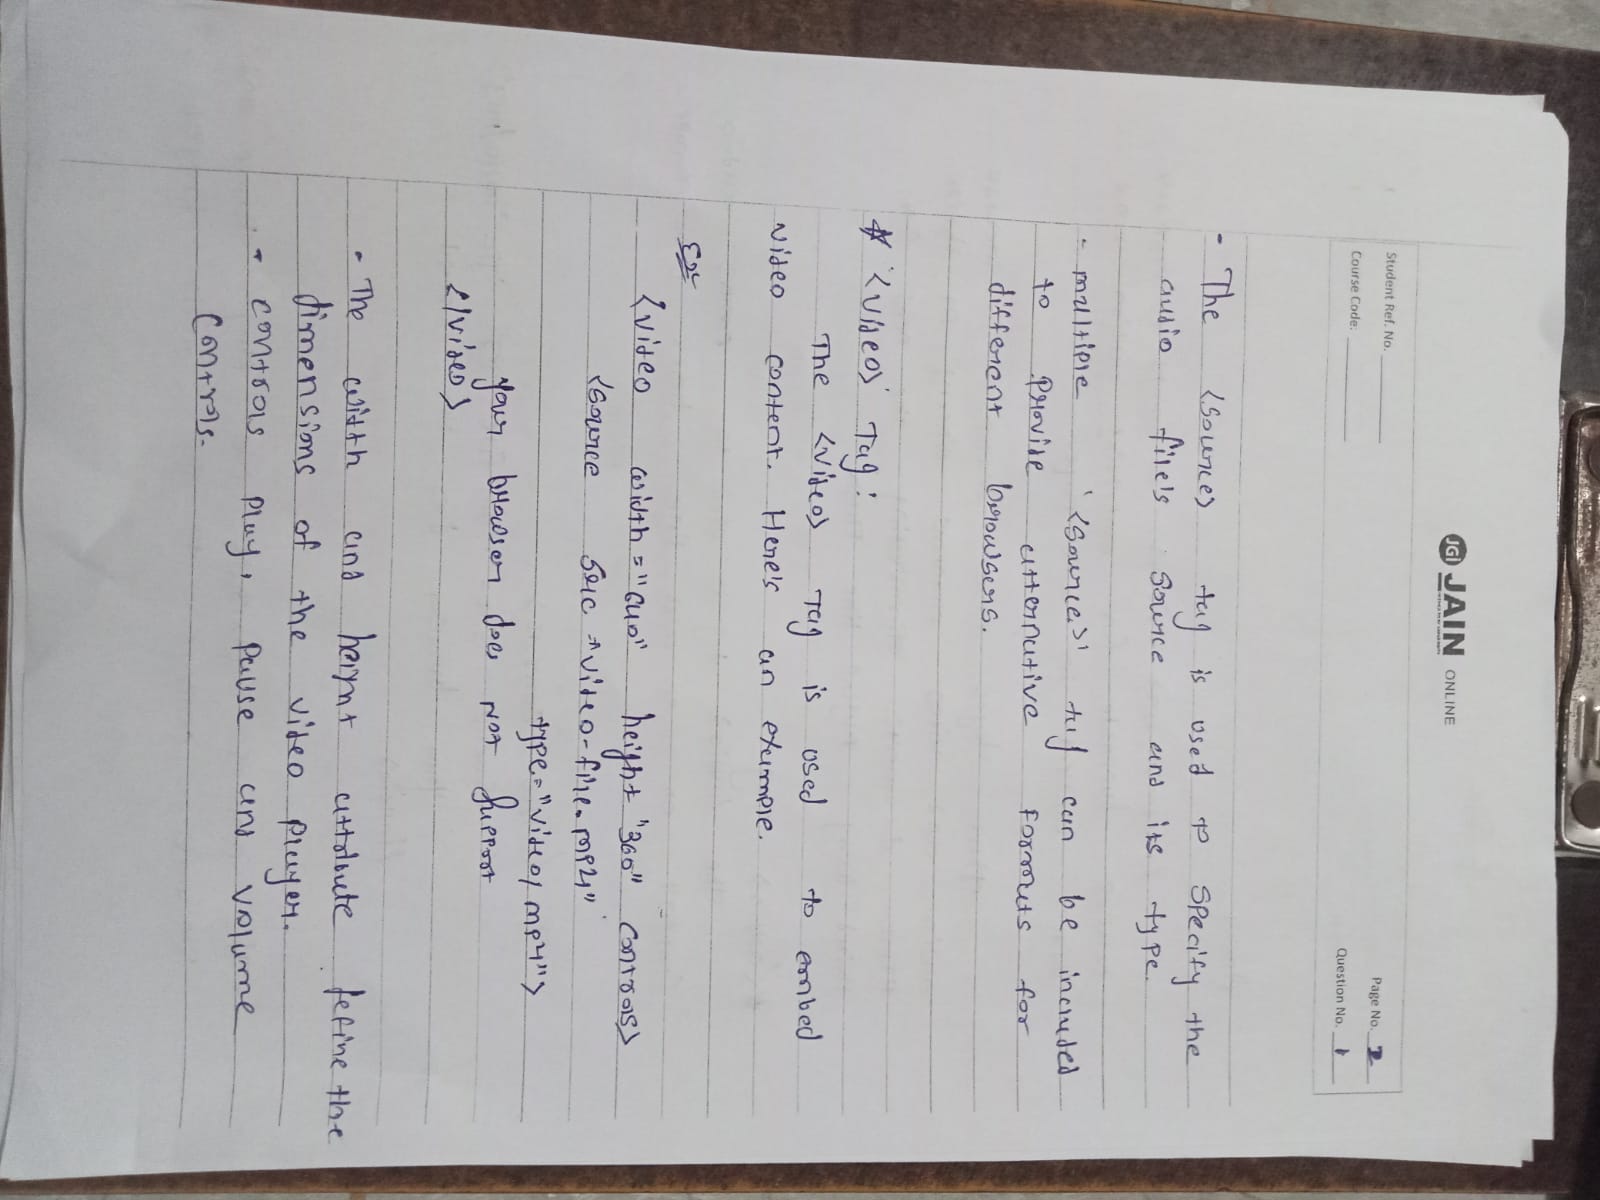 JGI JAIN ONLINE
Student Ref. No.
Page No. 2
Course Code:
Question No. 1
- The <source> tag is used to specify the
audio file's source and its type.
- multiple '<source>' tag can be included
to provide alternative formats for
different browsers.
# '<video>' Tag:
The <video> tag is used to embed
video content. Here's an example.
Ex
<video width="640" height "360" controls>
<source src="video-file.mp4"
type="video/mp4">
your browser does not support
</video>
- The width and height attribute define the
dimensions of the video player.
- controls play, pause and volume
controls.